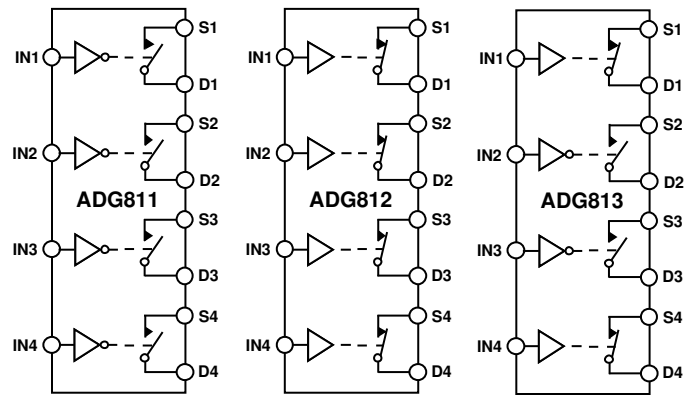 S1
IN1
D1
S2
IN2
D2
ADG811
S3
IN3
D3
S4
IN4
D4
S1
IN1
D1
S2
IN2
D2
ADG812
S3
IN3
D3
S4
IN4
D4
S1
IN1
D1
S2
IN2
D2
ADG813
S3
IN3
D3
S4
IN4
D4